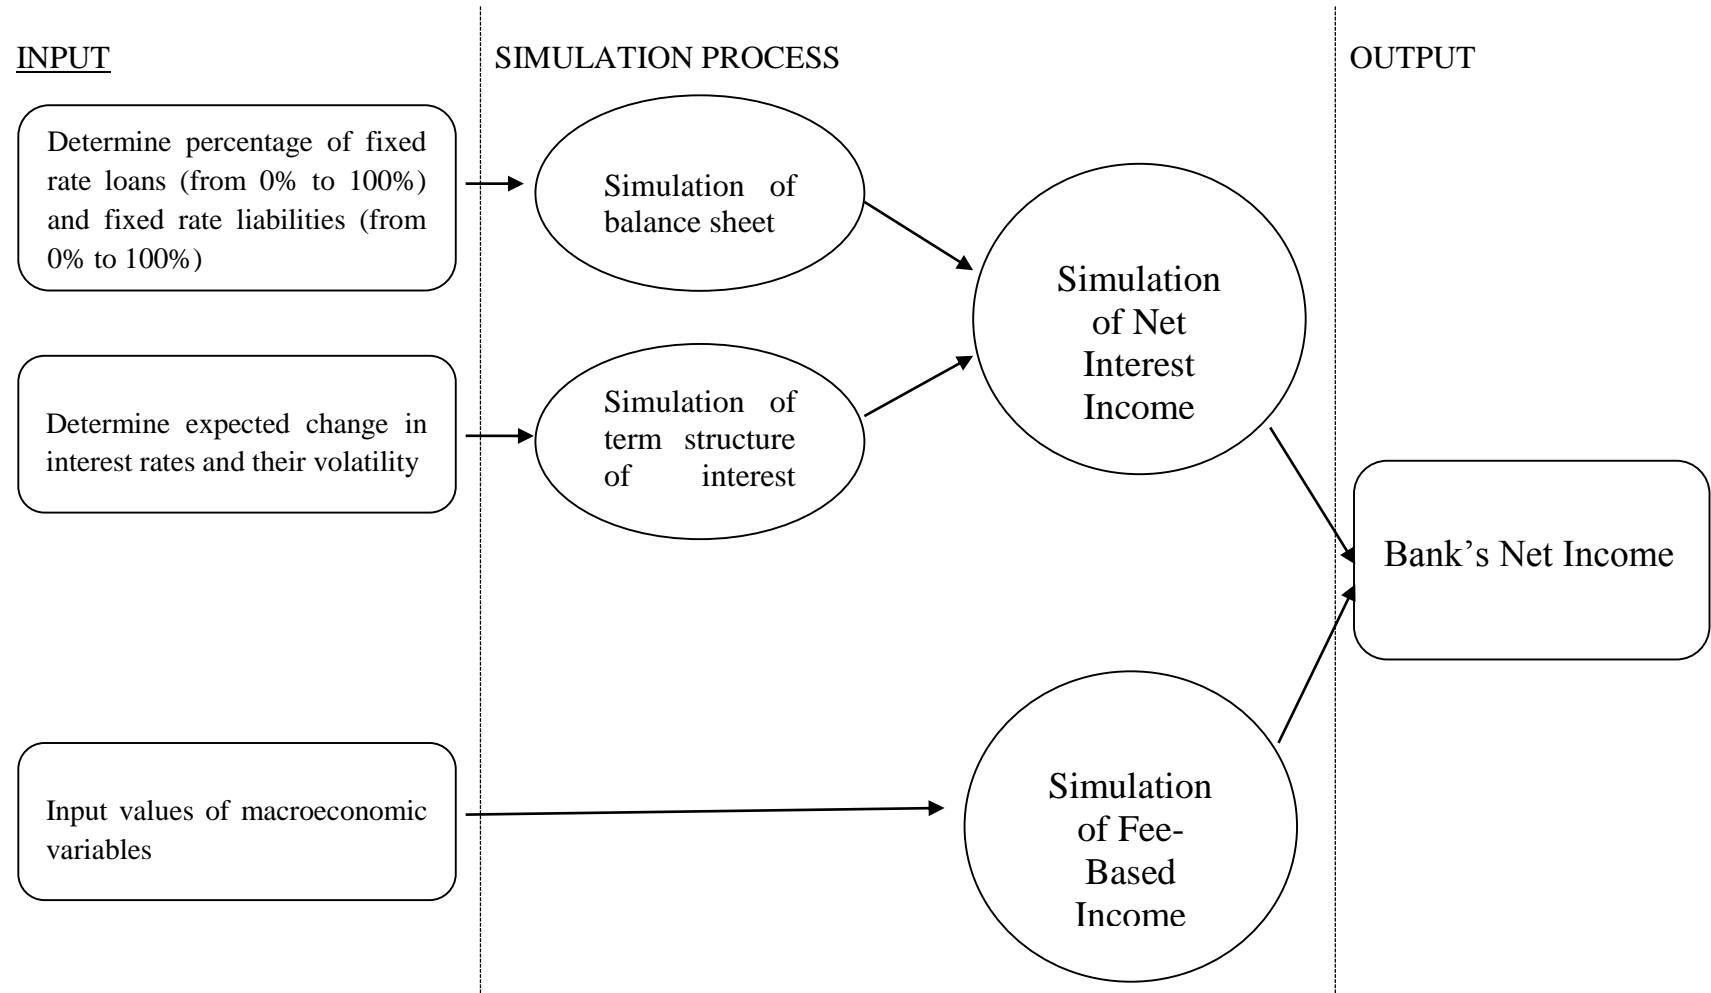 INPUT
SIMULATION PROCESS
OUTPUT
Determine percentage of fixed
rate loans (from 0% to 100%)
and fixed rate liabilities (from
0% to 100%)
Simulation of
balance sheet
Simulation
of Net
Interest
Income
Determine expected change in
interest rates and their volatility
Simulation of
term structure
of interest
Bank’s Net Income
Input values of macroeconomic
variables
Simulation
of Fee-
Based
Income